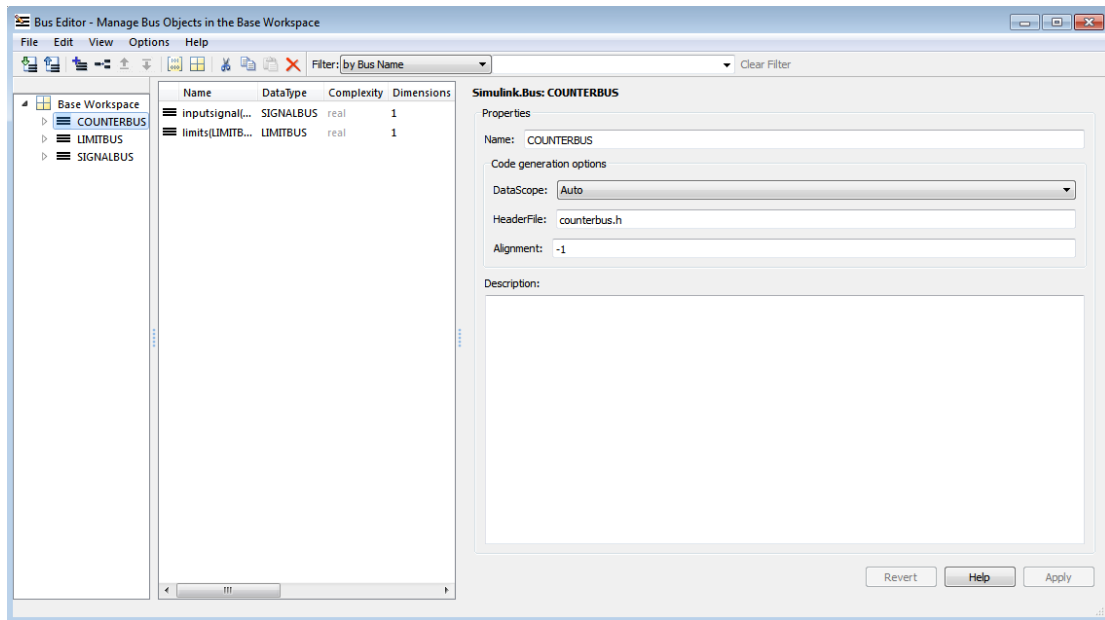 Bus Editor - Manage Bus Objects in the Base Workspace
File Edit View Options Help
Filter: by Bus Name Clear Filter
Base Workspace
COUNTERBUS
LIMITBUS
SIGNALBUS
Name DataType Complexity Dimensions
inputsignal(... SIGNALBUS real 1
limits(LIMITB... LIMITBUS real 1
Simulink.Bus: COUNTERBUS
Properties
Name: COUNTERBUS
Code generation options
DataScope: Auto
HeaderFile: counterbus.h
Alignment: -1
Description:
Revert Help Apply